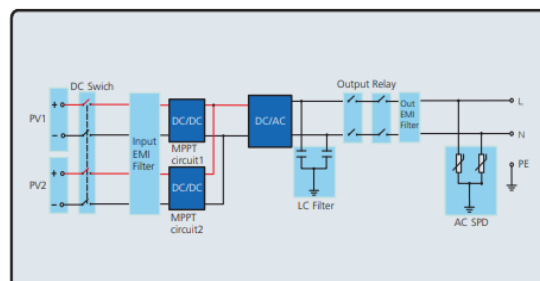 DC Swich
Output Relay
PV1
+
−
PV2
+
−
Input
EMI
Filter
DC/DC
MPPT
circuit1
DC/DC
MPPT
circuit2
DC/AC
LC Filter
Out
EMI
Filter
L
N
PE
AC SPD